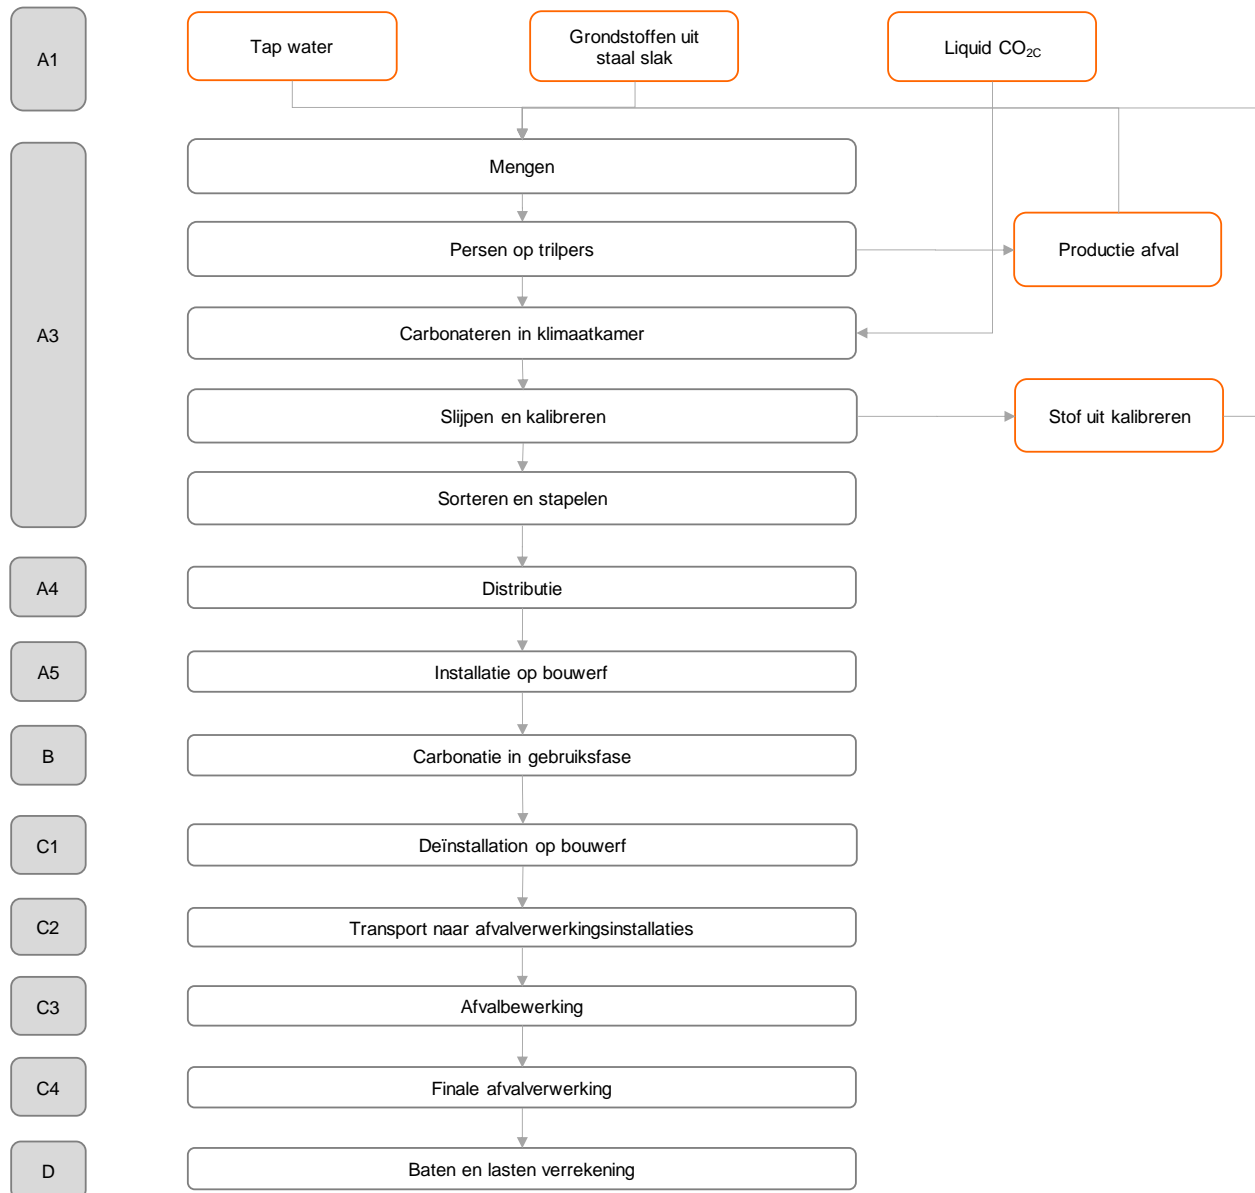 A1
Tap water
Grondstoffen uit
staal slak
Liquid CO2C
A3
Mengen
Persen op trilpers
Productie afval
Carbonateren in klimaatkamer
Slijpen en kalibreren
Stof uit kalibreren
Sorteren en stapelen
A4
Distributie
A5
Installatie op bouwerf
B
Carbonatie in gebruiksfase
C1
Deïnstallation op bouwerf
C2
Transport naar afvalverwerkingsinstallaties
C3
Afvalbewerking
C4
Finale afvalverwerking
D
Baten en lasten verrekening